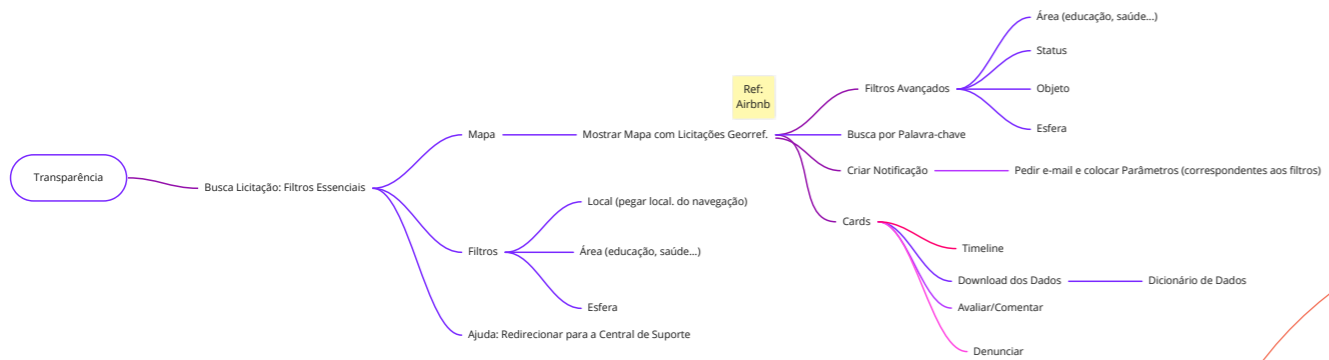 Transparência
Busca Licitação: Filtros Essenciais
Mapa
Mostrar Mapa com Licitações Georref.
Ref:
Airbnb
Filtros Avançados
Área (educação, saúde...)
Status
Objeto
Esfera
Busca por Palavra-chave
Criar Notificação
Pedir e-mail e colocar Parâmetros (correspondentes aos filtros)
Cards
Timeline
Download dos Dados
Dicionário de Dados
Avaliar/Comentar
Denunciar
Filtros
Local (pegar local. do navegação)
Área (educação, saúde...)
Esfera
Ajuda: Redirecionar para a Central de Suporte